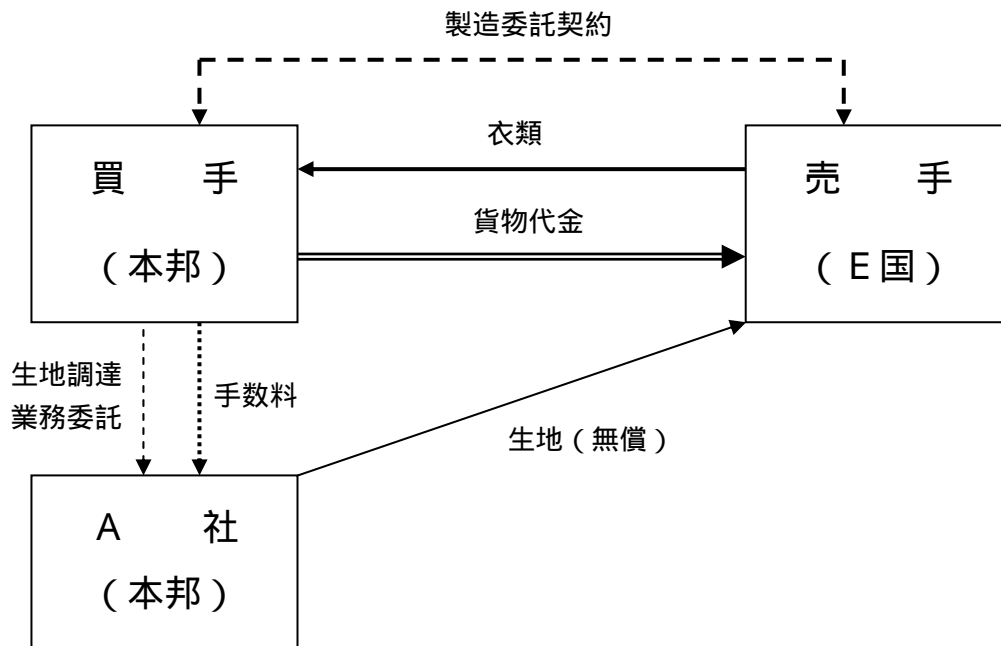 製造委託契約
衣類
買　　手
（本邦）
売　　手
（Ｅ国）
貨物代金
生地調達
業務委託
手数料
生地（無償）
Ａ　　社
（本邦）